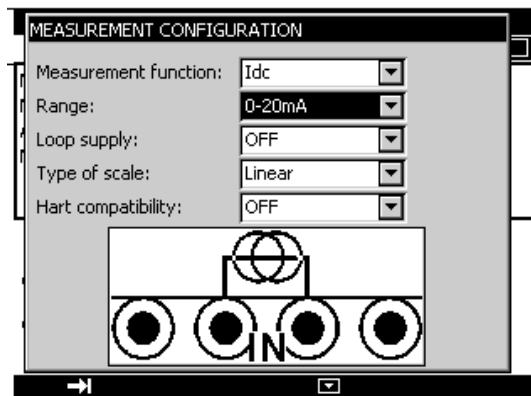 MEASUREMENT CONFIGURATION
Measurement function: Idc
Range: 0-20mA
Loop supply: OFF
Type of scale: Linear
Hart compatibility: OFF
IN